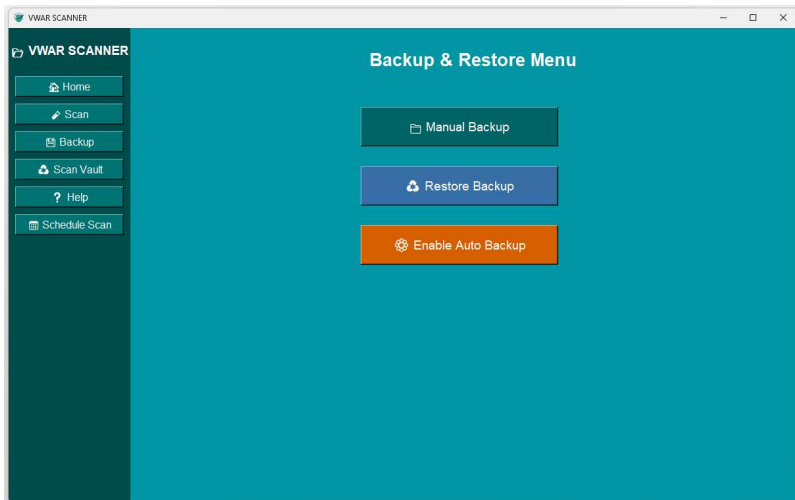 VWAR SCANNER
VWAR SCANNER
Home
Scan
Backup
Scan Vault
? Help
Schedule Scan
Backup & Restore Menu
Manual Backup
Restore Backup
Enable Auto Backup